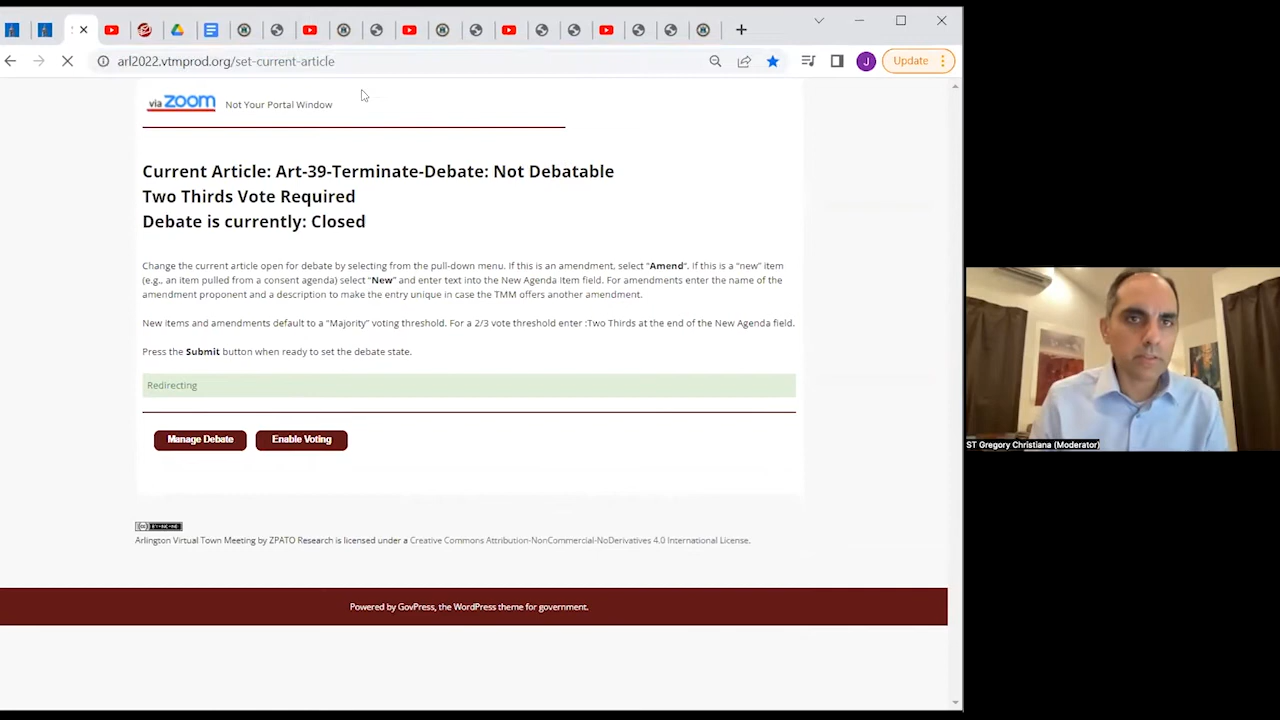 arl2022.vtmprod.org/set-current-article
J
Update
via zoom
Not Your Portal Window
Current Article: Art-39-Terminate-Debate: Not Debatable
Two Thirds Vote Required
Debate is currently: Closed
Change the current article open for debate by selecting from the pull-down menu. If this is an amendment, select "Amend". If this is a "new" item
(e.g., an item pulled from a consent agenda) select "New" and enter text into the New Agenda Item field. For amendments enter the name of the
amendment proponent and a description to make the entry unique in case the TMM offers another amendment.
New items and amendments default to a "Majority" voting threshold. For a 2/3 vote threshold enter :Two Thirds at the end of the New Agenda field.
Press the Submit button when ready to set the debate state.
Redirecting
Manage Debate
Enable Voting
ST Gregory Christiana (Moderator)
Arlington Virtual Town Meeting by ZPATO Research is licensed under a Creative Commons Attribution-NonCommercial-NoDerivatives 4.0 International License.
Powered by GovPress, the WordPress theme for government.